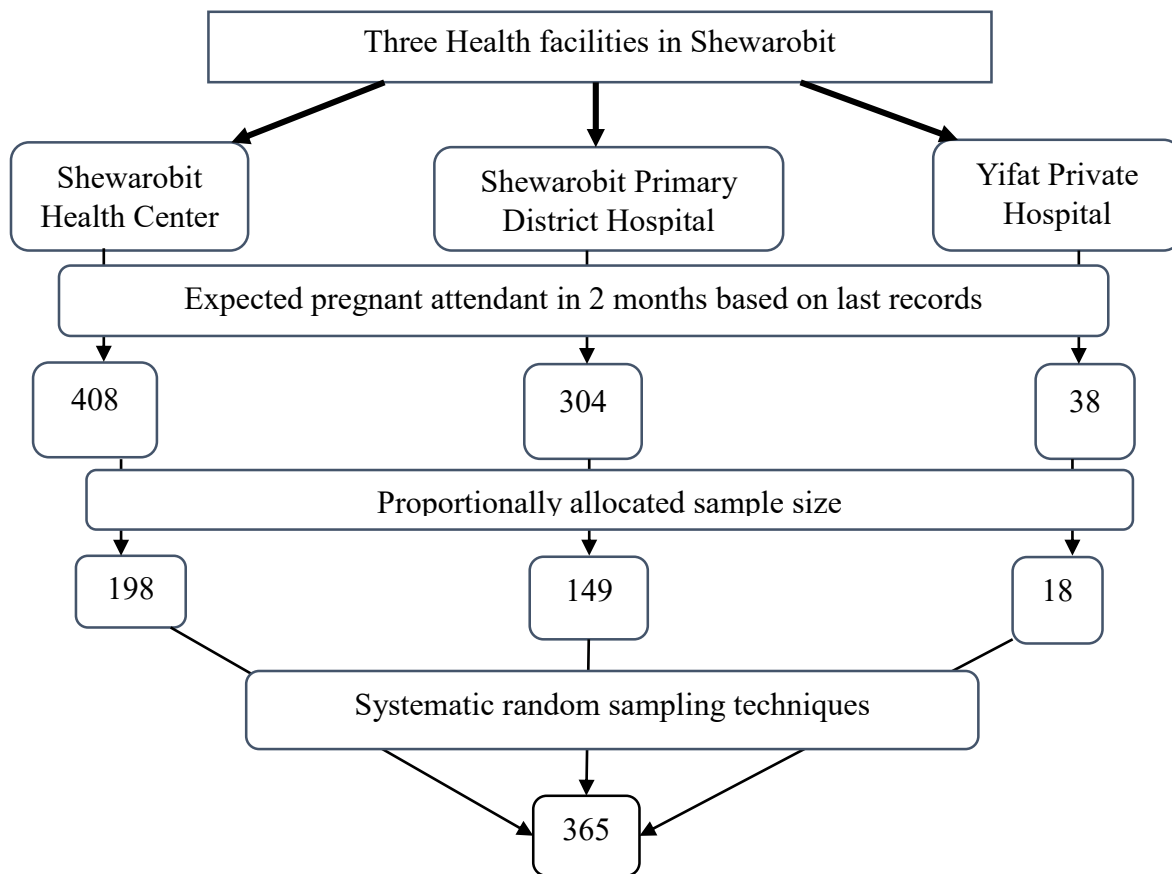 Three Health facilities in Shewarobit
Shewarobit
Health Center
Shewarobit Primary
District Hospital
Yifat Private
Hospital
Expected pregnant attendant in 2 months based on last records
408
304
38
Proportionally allocated sample size
198
149
18
Systematic random sampling techniques
365